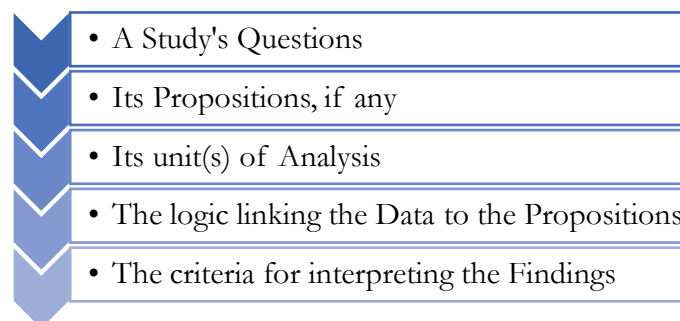 • A Study's Questions
• Its Propositions, if any
• Its unit(s) of Analysis
• The logic linking the Data to the Propositions
• The criteria for interpreting the Findings